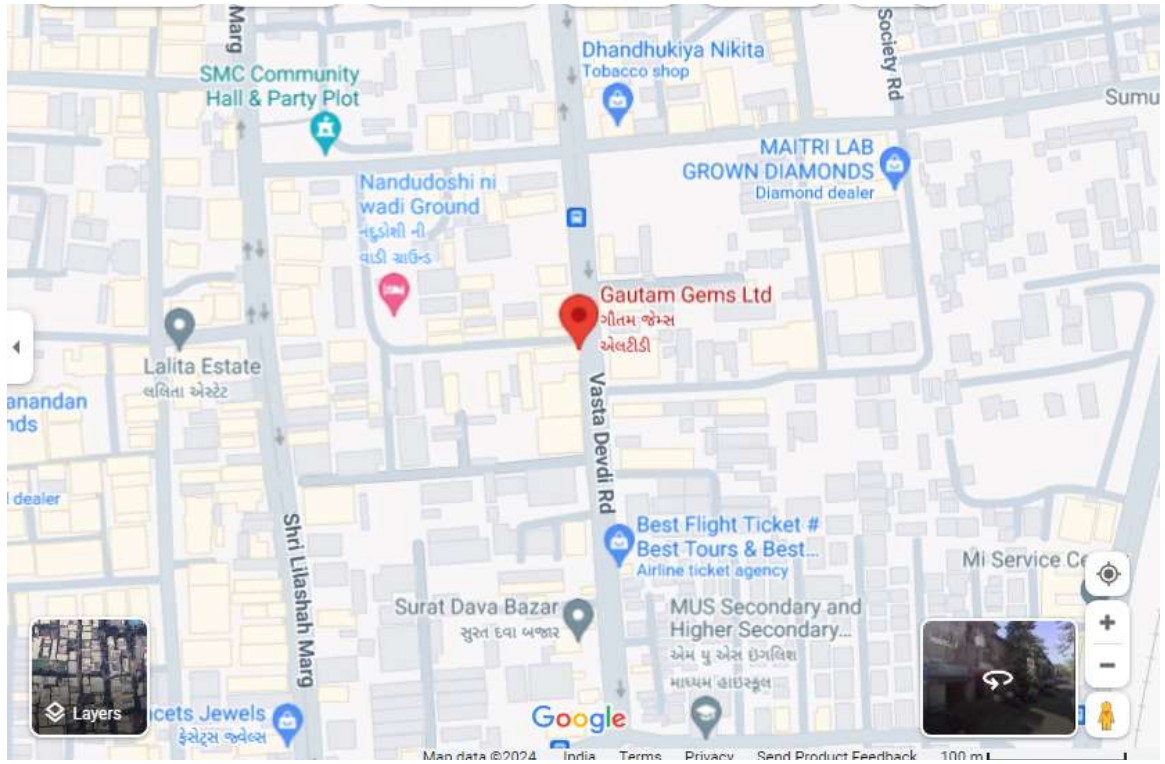 Marg
Society Rd
Dhandhukiya Nikita
Tobacco shop
SMC Community
Hall & Party Plot
Sumu
MAITRI LAB
GROWN DIAMONDS
Diamond dealer
Nandudoshi ni
wadi Ground
નંદુડોશી ની
વાડી ગ્રાઉન્ડ
Gautam Gems Ltd
ગૌતમ જેમ્સ
એલટીડી
Lalita Estate
લલિતા એસ્ટેટ
anandan
nds
dealer
Vasta Devdi Rd
Shri Lilashah Marg
Best Flight Ticket #
Best Tours & Best...
Airline ticket agency
Mi Service Ce
Surat Dava Bazar
સુરત દવા બજાર
MUS Secondary and
Higher Secondary...
એમ યુ એસ ઇંગલિશ
માધ્યમ હાઇસ્કૂલ...
Layers
cets Jewels
ફેસેટ્સ જ્વેલ્સ
Google
Map data ©2024 India Terms Privacy Send Product Feedback 100 m